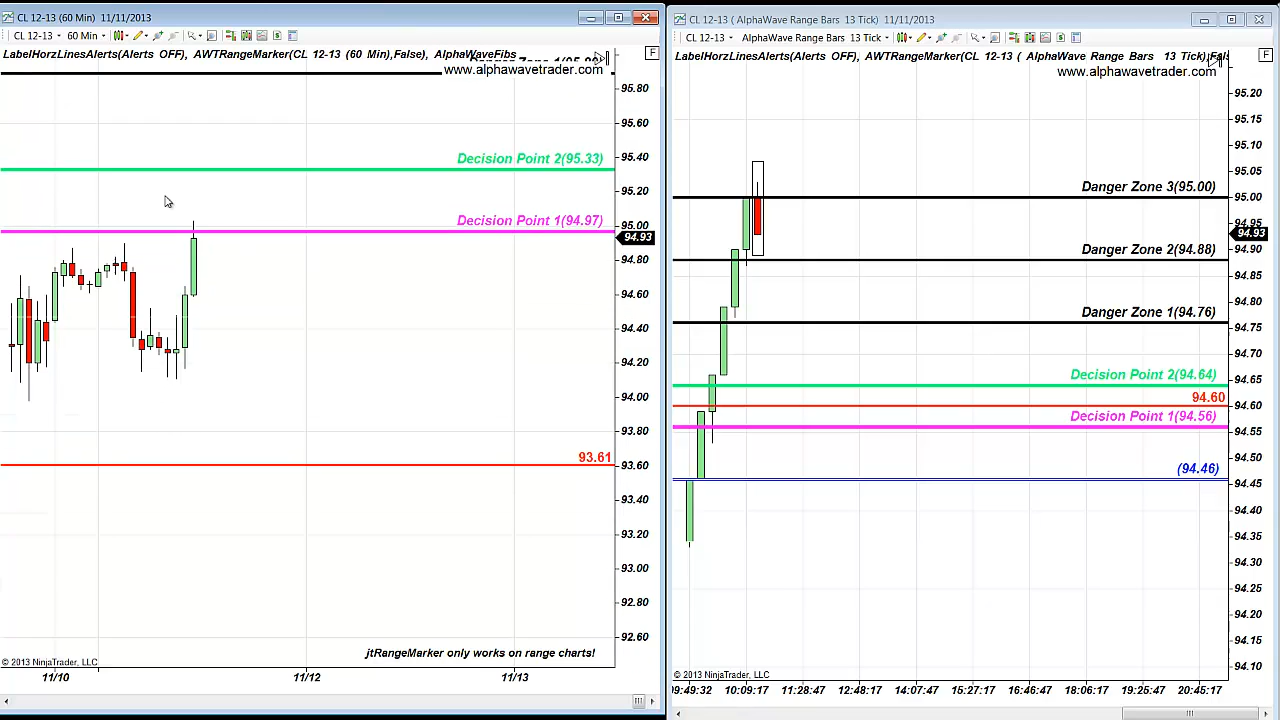 CL 12-13 (60 Min) 11/11/2013
CL 12-13 60 Min
LabelHorzLinesAlerts(Alerts OFF), AWTRangeMarker(CL 12-13 (60 Min),False), AlphaWaveFibs
F
www.alphawavetrader.com
Decision Point 2(95.33)
Decision Point 1(94.97)
93.61
jtRangeMarker only works on range charts!
© 2013 NinjaTrader, LLC
95.80
95.60
95.40
95.20
95.00
94.93
94.80
94.60
94.40
94.20
94.00
93.80
93.60
93.40
93.20
93.00
92.80
92.60
11/10
11/12
11/13
CL 12-13 ( AlphaWave Range Bars 13 Tick) 11/11/2013
CL 12-13 AlphaWave Range Bars 13 Tick
LabelHorzLinesAlerts(Alerts OFF), AWTRangeMarker(CL 12-13 ( AlphaWave Range Bars 13 Tick),
F
www.alphawavetrader.com
Danger Zone 3(95.00)
Danger Zone 2(94.88)
Danger Zone 1(94.76)
Decision Point 2(94.64)
94.60
Decision Point 1(94.56)
(94.46)
95.20
95.15
95.10
95.05
95.00
94.95
94.93
94.90
94.85
94.80
94.75
94.70
94.65
94.60
94.55
94.50
94.45
94.40
94.35
94.30
94.25
94.20
94.15
94.10
© 2013 NinjaTrader, LLC
10:09:17
11:28:47
12:48:17
14:07:47
15:27:17
16:46:47
18:06:17
19:25:47
20:45:17